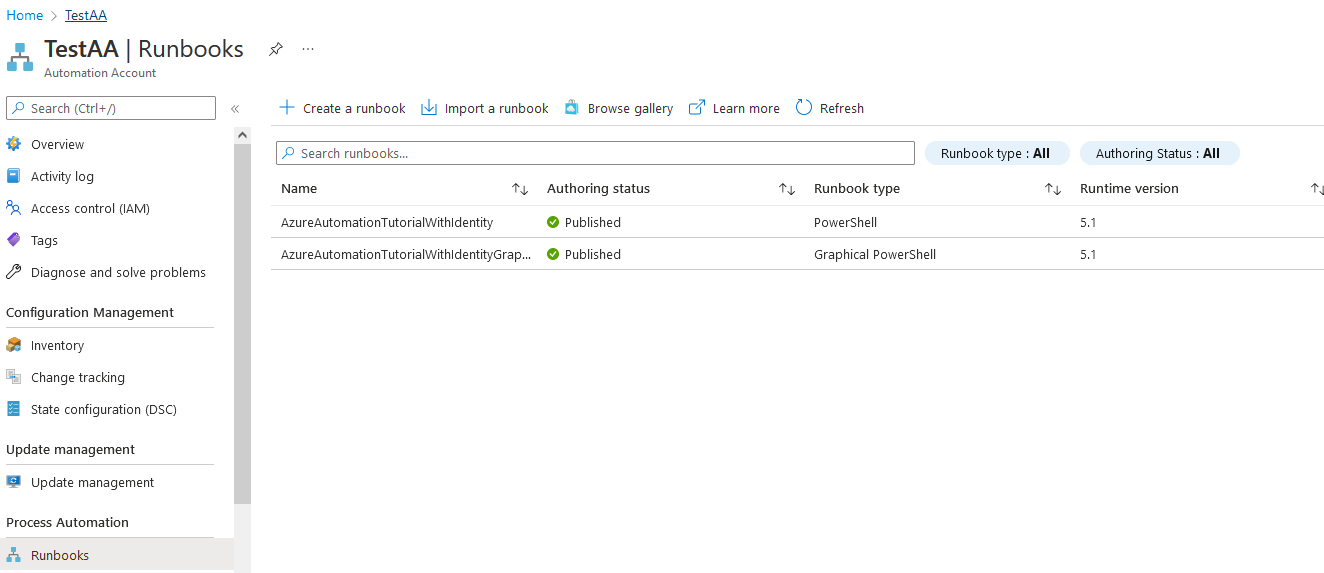 Home > TestAA
TestAA | Runbooks ...
Automation Account
Search (Ctrl+/) «
Overview
Activity log
Access control (IAM)
Tags
Diagnose and solve problems
Configuration Management
Inventory
Change tracking
State configuration (DSC)
Update management
Update management
Process Automation
Runbooks
Create a runbook Import a runbook Browse gallery Learn more Refresh
Search runbooks... Runbook type : All Authoring Status : All
Name Authoring status Runbook type Runtime version
AzureAutomationTutorialWithIdentity Published PowerShell 5.1
AzureAutomationTutorialWithIdentityGrap... Published Graphical PowerShell 5.1